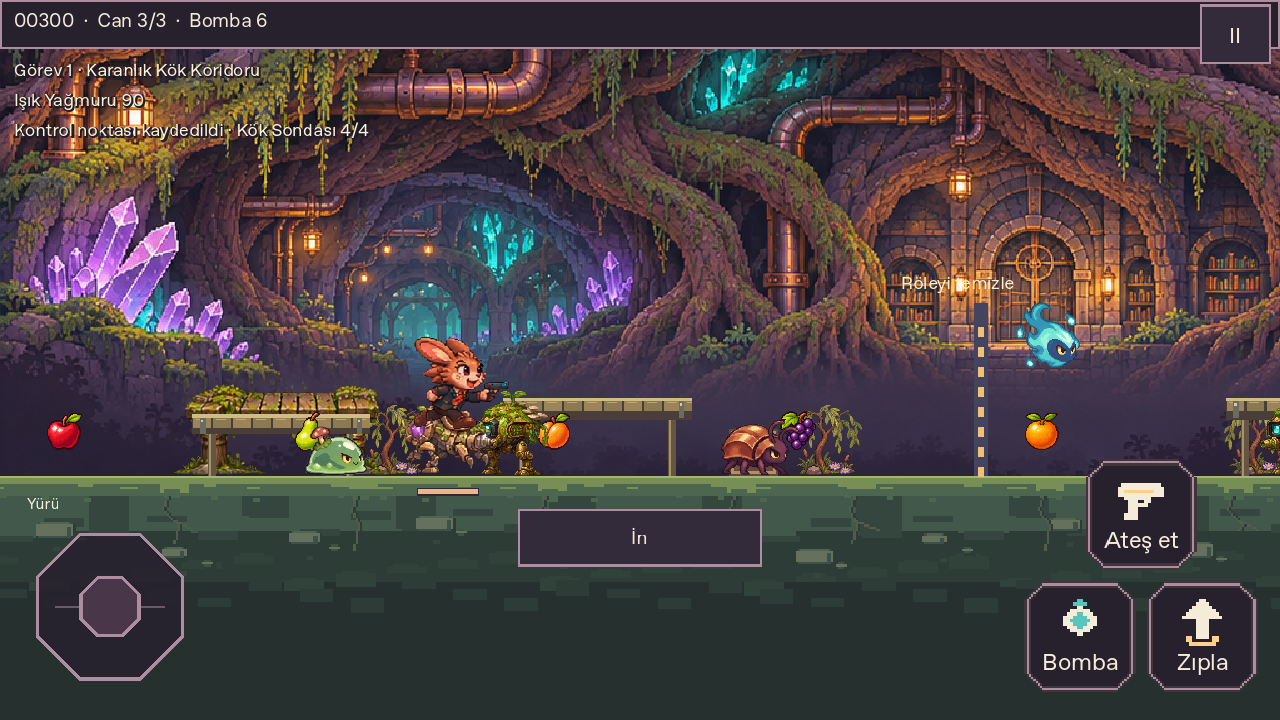 00300 · Can 3/3 · Bomba 6
II
Görev 1 · Karanlık Kök Koridoru
Işık Yağmuru 90
Kontrol noktası kaydedildi · Kök Sondası 4/4
Röleyi temizle
Yürü
İn
Ateş et
Bomba
Zıpla